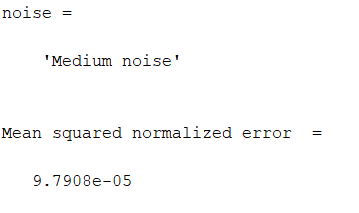 noise =
'Medium noise'
Mean squared normalized error  =
9.7908e-05